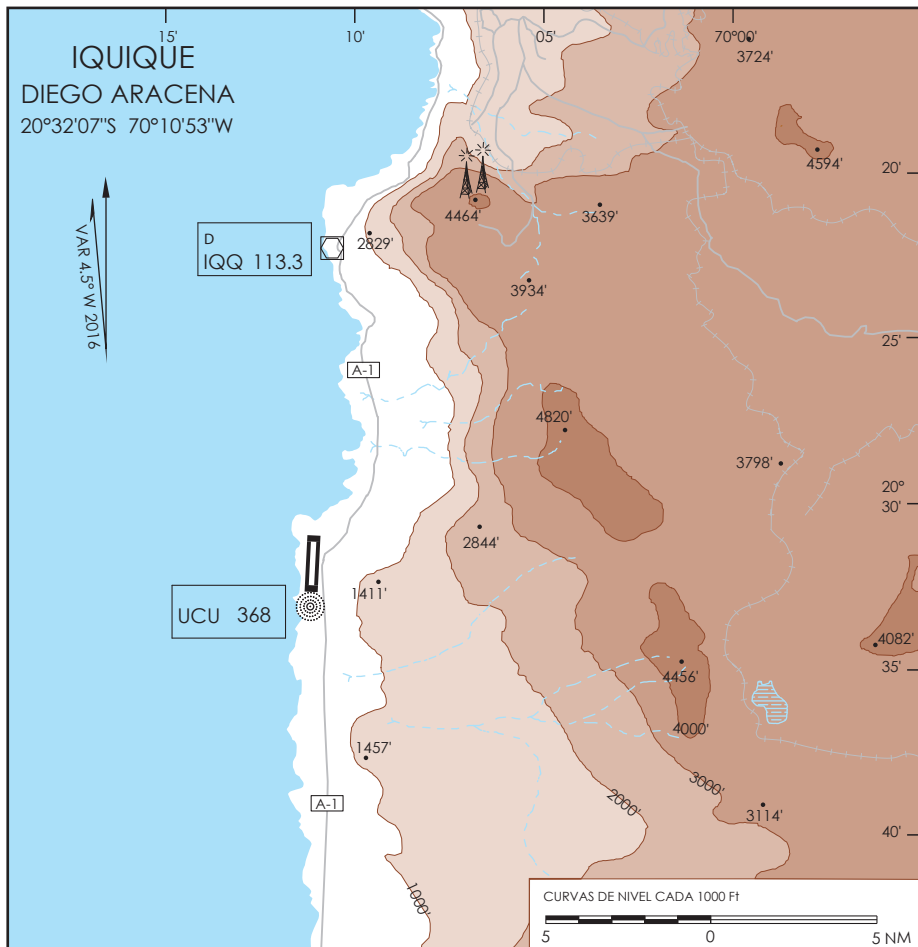 15'
10'
05'
70°00'
3724'
IQUIQUE
DIEGO ARACENA
20°32'07"S 70°10'53"W
4594'
20'
VAR 4.5° W 2016
D
IQQ 113.3
2829'
4464'
3639'
3934'
25'
A-1
4820'
3798'
20°
30'
2844'
1411'
UCU 368
4082'
35'
4456'
4000'
1457'
3000'
2000'
A-1
3114'
40'
1000'
CURVAS DE NIVEL CADA 1000 Ft
5
0
5 NM